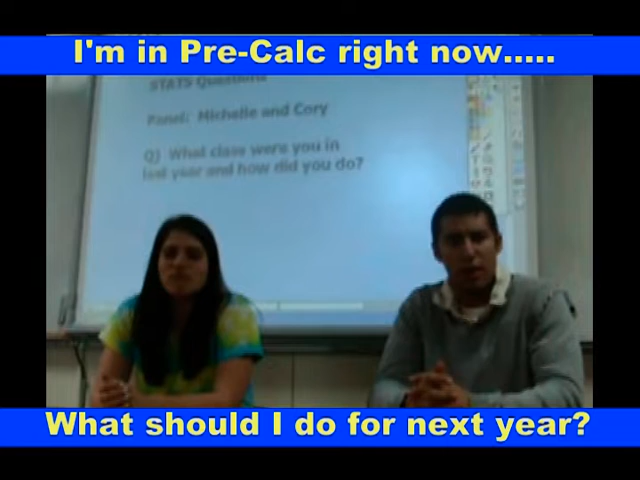 I'm in Pre-Calc right now.....
STATS Questions
Panel: Michelle and Cory
Q) What class were you in
last year and how did you do?
What should I do for next year?